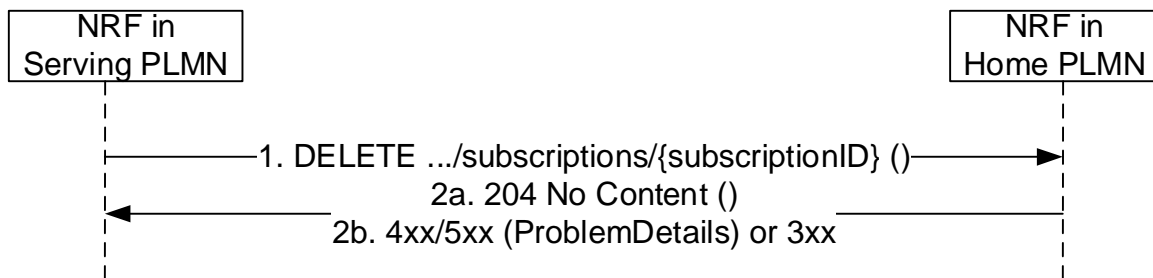 NRF in
Serving PLMN
NRF in
Home PLMN
1. DELETE .../subscriptions/{subscriptionID} ()
2a. 204 No Content ()
2b. 4xx/5xx (ProblemDetails) or 3xx